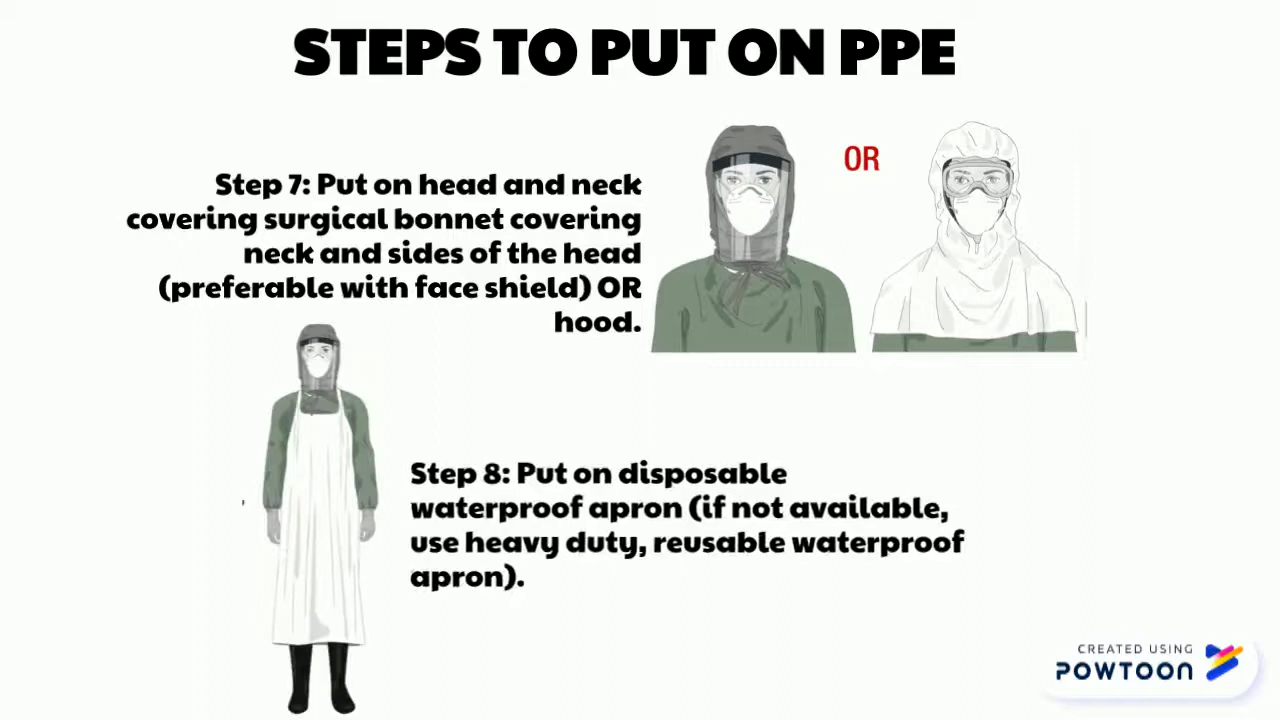 STEPS TO PUT ON PPE
OR
Step 7: Put on head and neck
covering surgical bonnet covering
neck and sides of the head
(preferable with face shield) OR
hood.
Step 8: Put on disposable
waterproof apron (if not available,
use heavy duty, reusable waterproof
apron).
CREATED USING
POWTOON